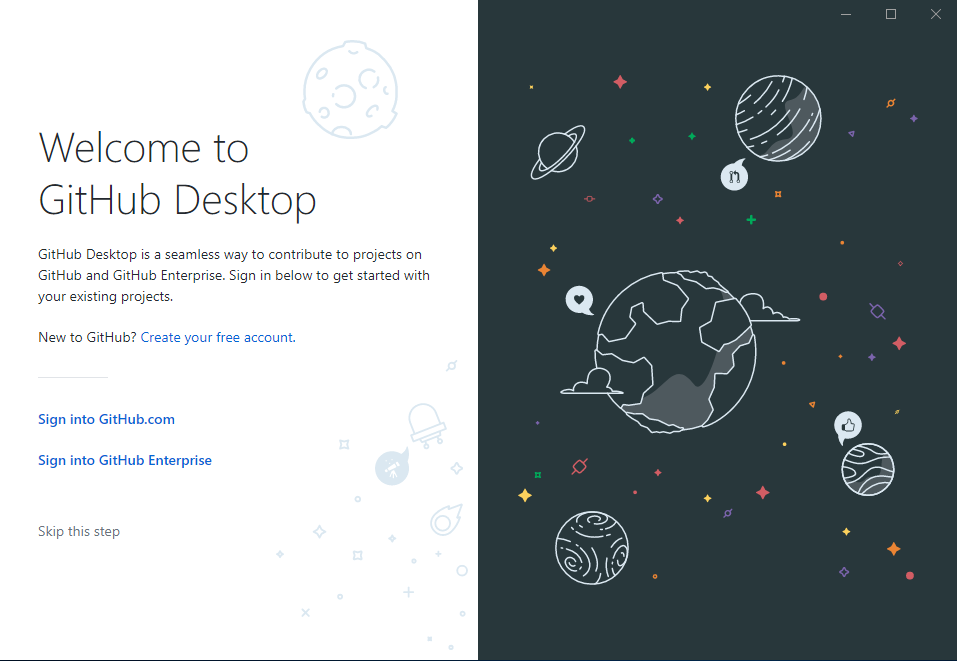 Welcome to
GitHub Desktop
GitHub Desktop is a seamless way to contribute to projects on
GitHub and GitHub Enterprise. Sign in below to get started with
your existing projects.
New to GitHub? Create your free account.
Sign into GitHub.com
Sign into GitHub Enterprise
Skip this step